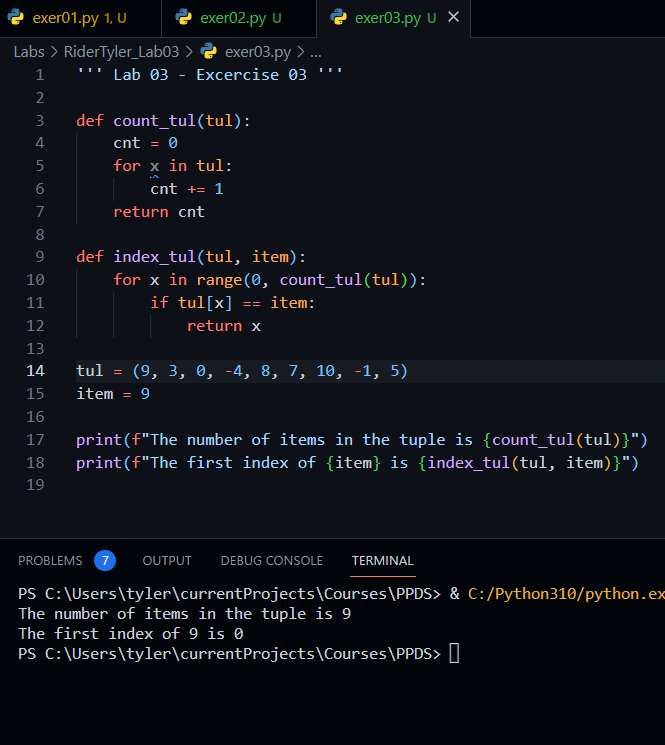 exer01.py 1, U exer02.py U exer03.py U ×
Labs > RiderTyler_Lab03 > exer03.py > ...
1 ''' Lab 03 - Excercise 03 '''
2
3 def count_tul(tul):
4     cnt = 0
5     for x in tul:
6         cnt += 1
7     return cnt
8
9 def index_tul(tul, item):
10     for x in range(0, count_tul(tul)):
11         if tul[x] == item:
12             return x
13
14 tul = (9, 3, 0, -4, 8, 7, 10, -1, 5)
15 item = 9
16
17 print(f"The number of items in the tuple is {count_tul(tul)}")
18 print(f"The first index of {item} is {index_tul(tul, item)}")
19
PROBLEMS 7 OUTPUT DEBUG CONSOLE TERMINAL
PS C:\Users\tyler\currentProjects\Courses\PPDS> & C:/Python310/python.ex
The number of items in the tuple is 9
The first index of 9 is 0
PS C:\Users\tyler\currentProjects\Courses\PPDS>